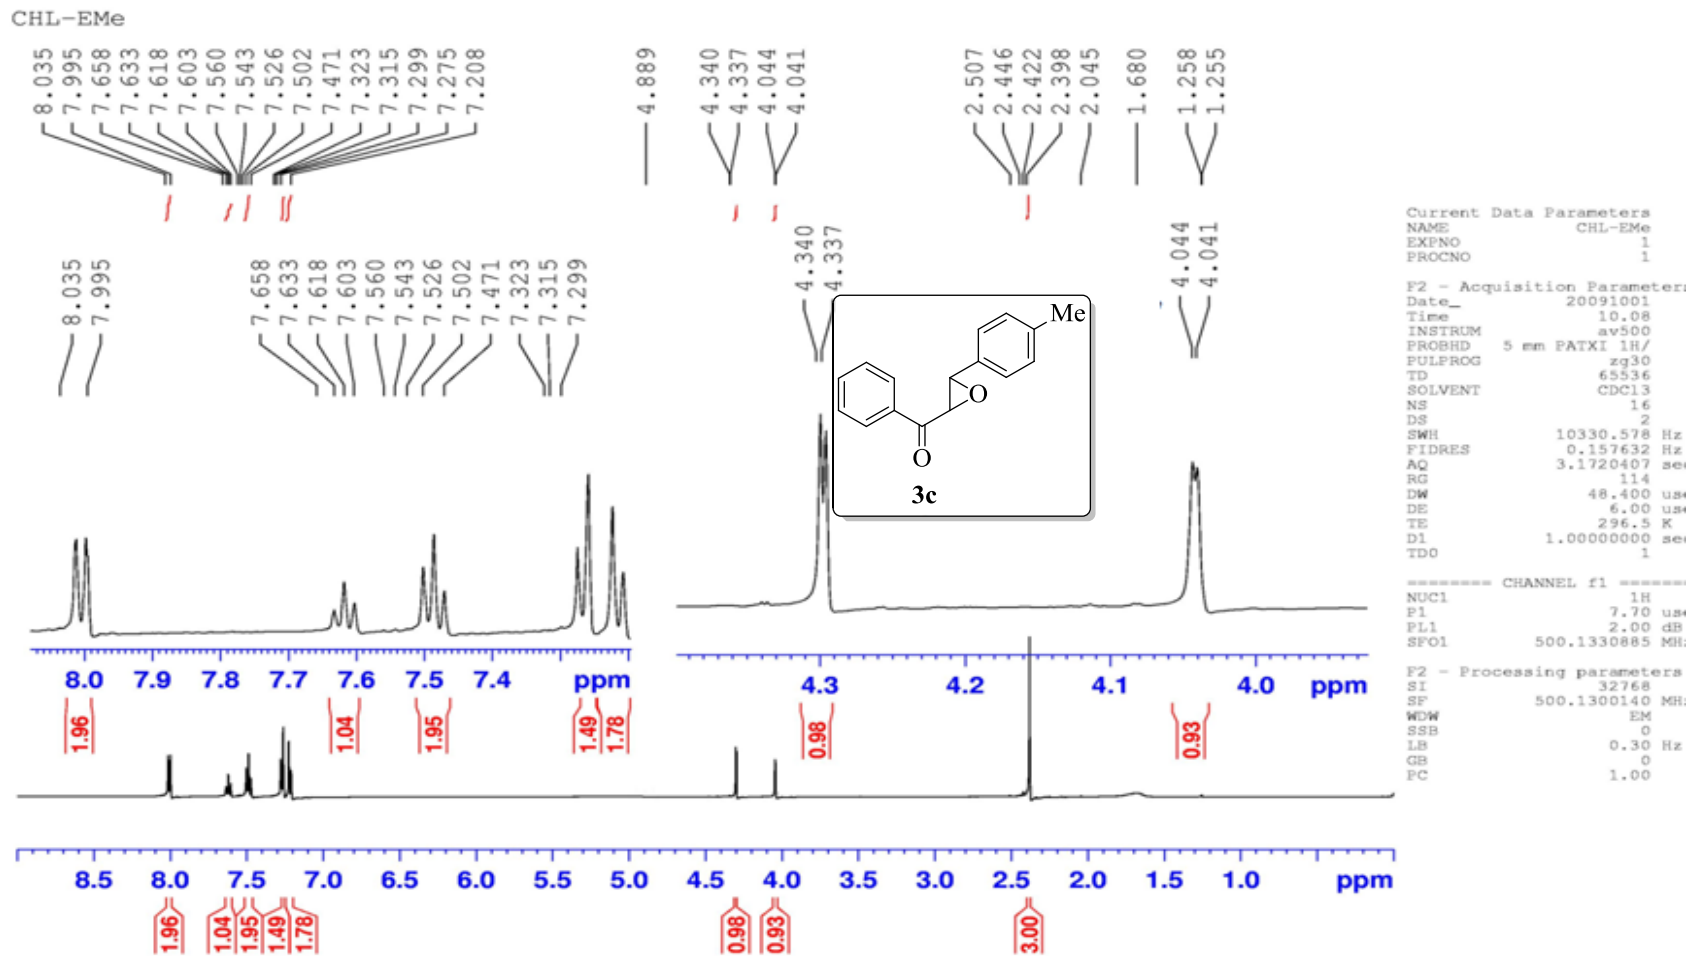 CHL-EMe
8.035 7.995 7.658 7.633 7.618 7.603 7.560 7.543 7.526 7.502 7.471 7.323 7.315 7.299 7.275 7.208 4.889 4.340 4.337 4.044 4.041 2.507 2.446 2.422 2.398 2.045 1.680 1.258 1.255
8.035 7.995 7.658 7.633 7.618 7.603 7.560 7.543 7.526 7.502 7.471 7.323 7.315 7.299
4.340 4.337 4.044 4.041
Me
O
O
3c
8.0 7.9 7.8 7.7 7.6 7.5 7.4 ppm
4.3 4.2 4.1 4.0 ppm
1.96 1.04 1.95 1.49 1.78 0.98 0.93
8.5 8.0 7.5 7.0 6.5 6.0 5.5 5.0 4.5 4.0 3.5 3.0 2.5 2.0 1.5 1.0 ppm
1.96 1.04 1.95 1.49 1.78 0.98 0.93 3.00
Current Data Parameters
NAME CHL-EMe
EXPNO 1
PROCNO 1
F2 - Acquisition Parameters
Date_ 20091001
Time 10.08
INSTRUM av500
PROBHD 5 mm PATXI 1H/
PULPROG zg30
TD 65536
SOLVENT CDCl3
NS 16
DS 2
SWH 10330.578 Hz
FIDRES 0.157632 Hz
AQ 3.1720407 sec
RG 114
DW 48.400 use
DE 6.00 use
TE 296.5 K
D1 1.00000000 sec
TD0 1
======== CHANNEL f1 =======
NUC1 1H
P1 7.70 use
PL1 2.00 dB
SFO1 500.1330885 MHz
F2 - Processing parameters
SI 32768
SF 500.1300140 MHz
WDW EM
SSB 0
LB 0.30 Hz
GB 0
PC 1.00